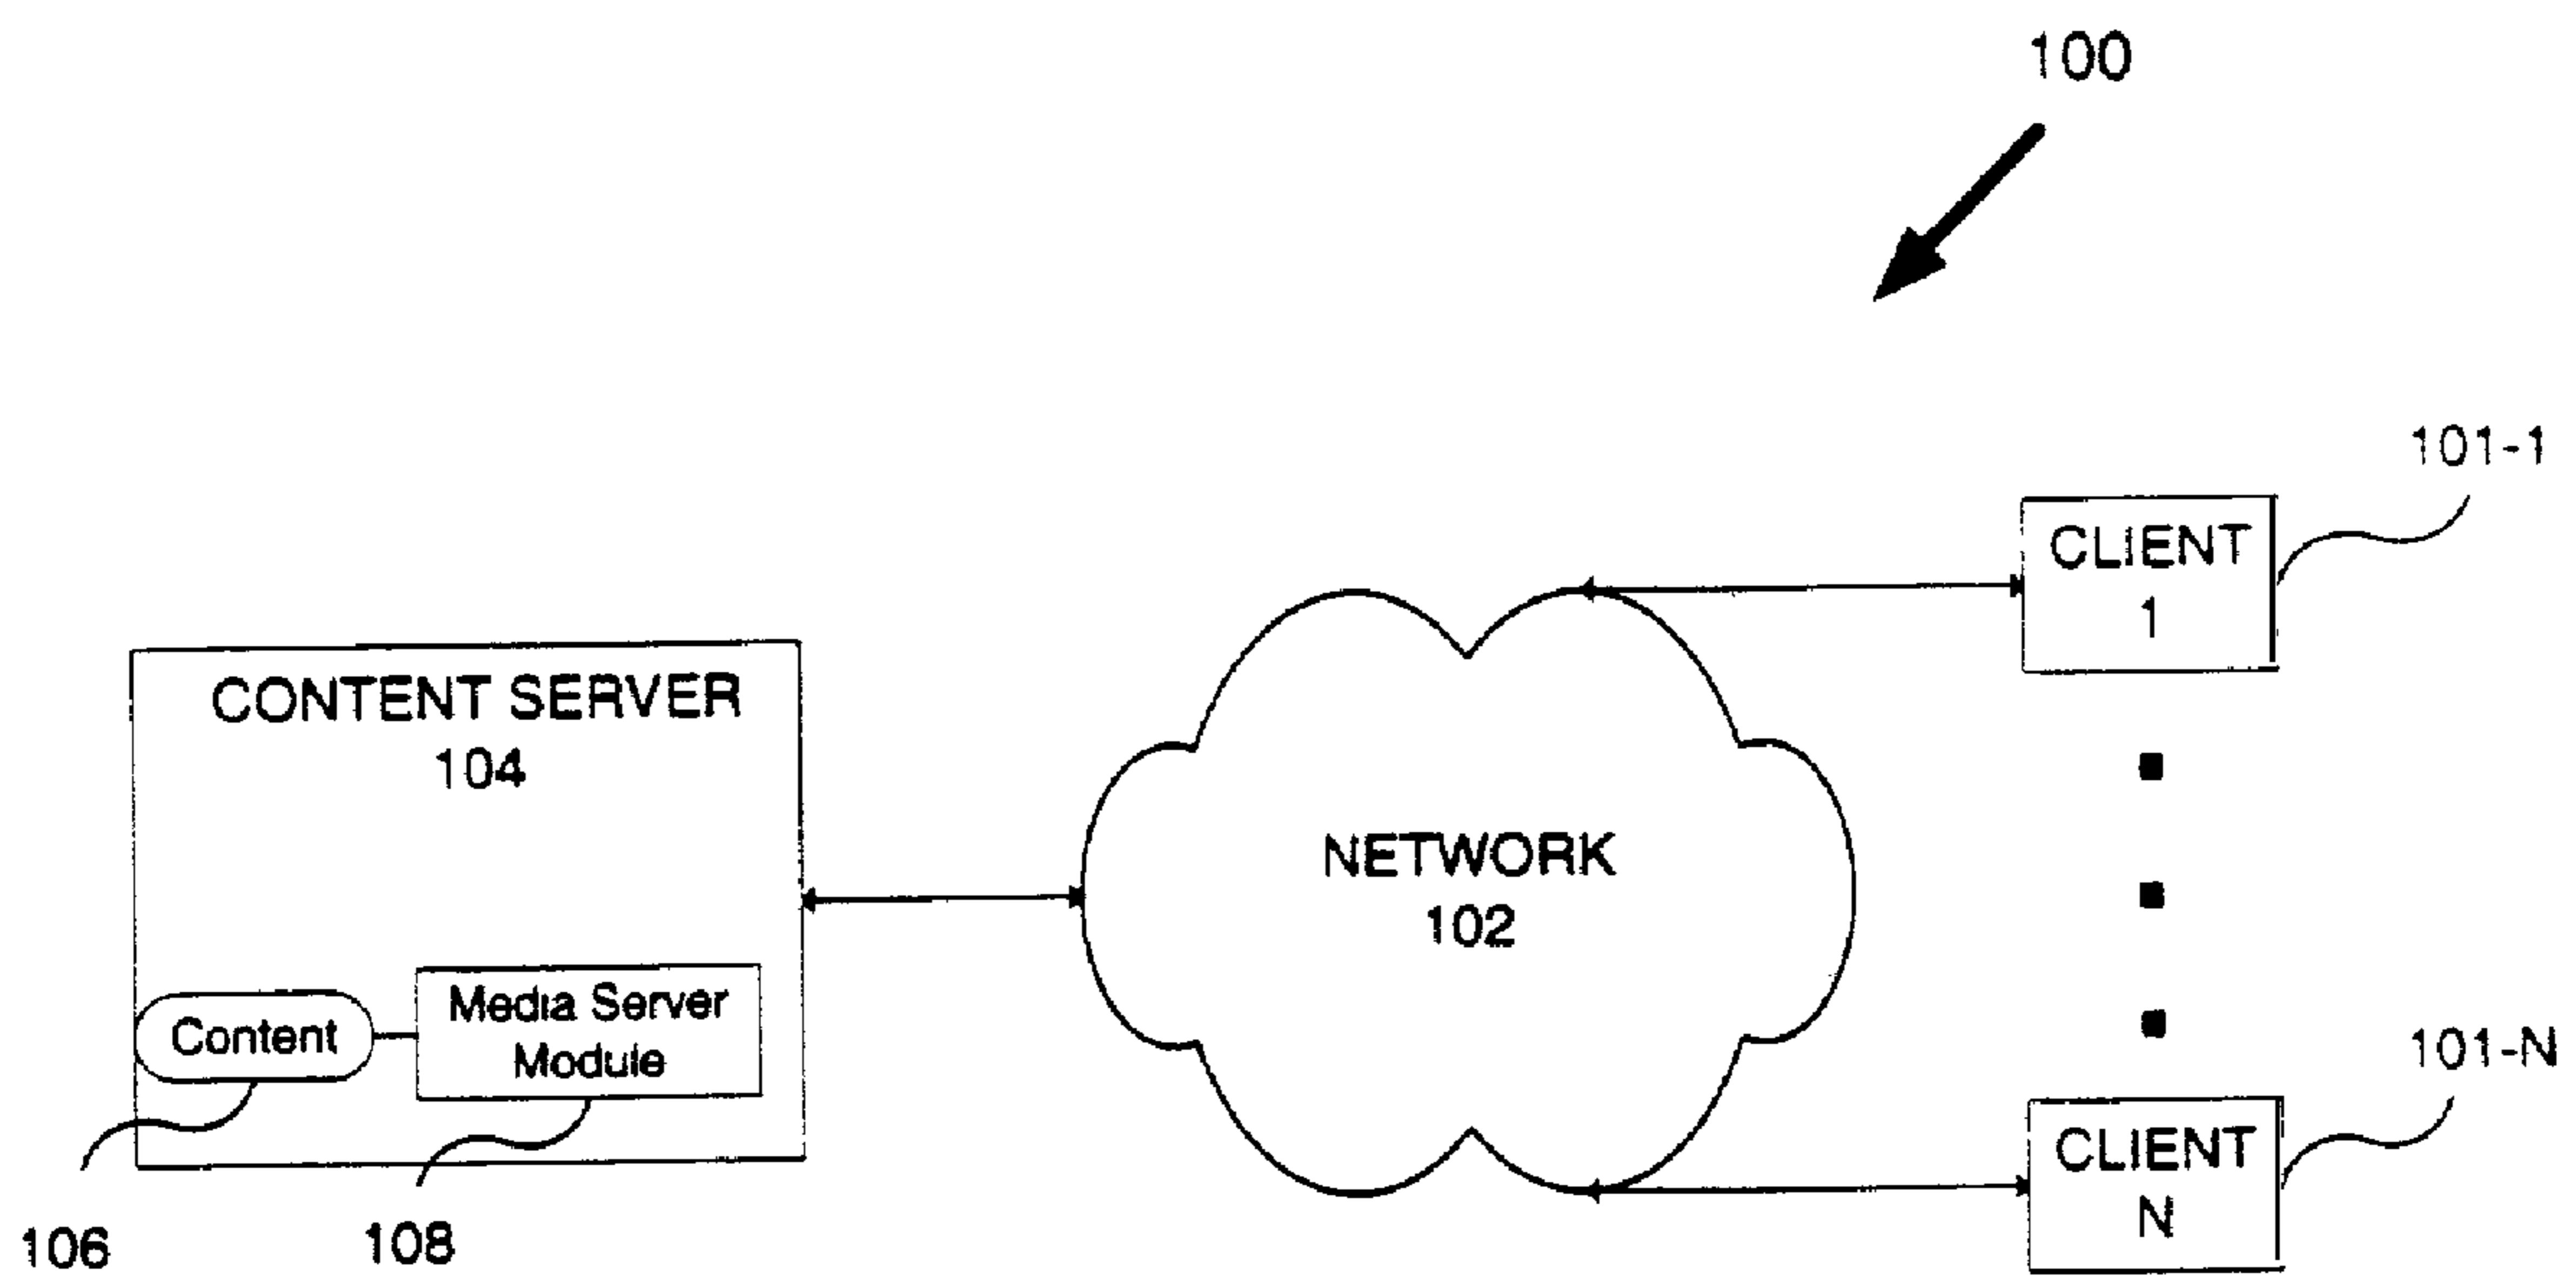 100
101-1
CLIENT
1
CONTENT SERVER
104
NETWORK
102
Content
Media Server
Module
101-N
CLIENT
N
106
108